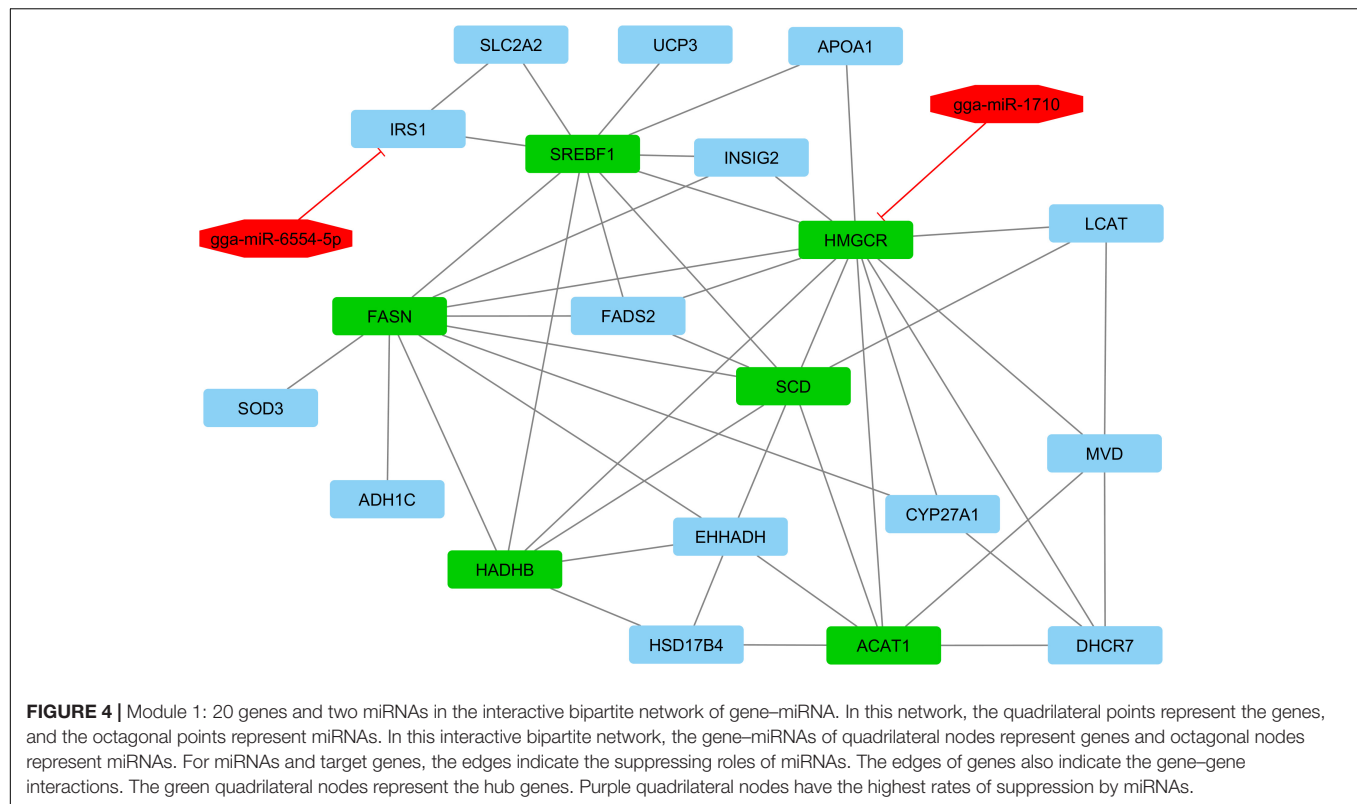 SLC2A2
UCP3
APOA1
gga-miR-1710
IRS1
SREBF1
INSIG2
gga-miR-6554-5p
HMGCR
LCAT
FASN
FADS2
SCD
SOD3
MVD
ADH1C
CYP27A1
EHHADH
HADHB
HSD17B4
ACAT1
DHCR7
FIGURE 4 | Module 1: 20 genes and two miRNAs in the interactive bipartite network of gene–miRNA. In this network, the quadrilateral points represent the genes,
and the octagonal points represent miRNAs. In this interactive bipartite network, the gene–miRNAs of quadrilateral nodes represent genes and octagonal nodes
represent miRNAs. For miRNAs and target genes, the edges indicate the suppressing roles of miRNAs. The edges of genes also indicate the gene–gene
interactions. The green quadrilateral nodes represent the hub genes. Purple quadrilateral nodes have the highest rates of suppression by miRNAs.